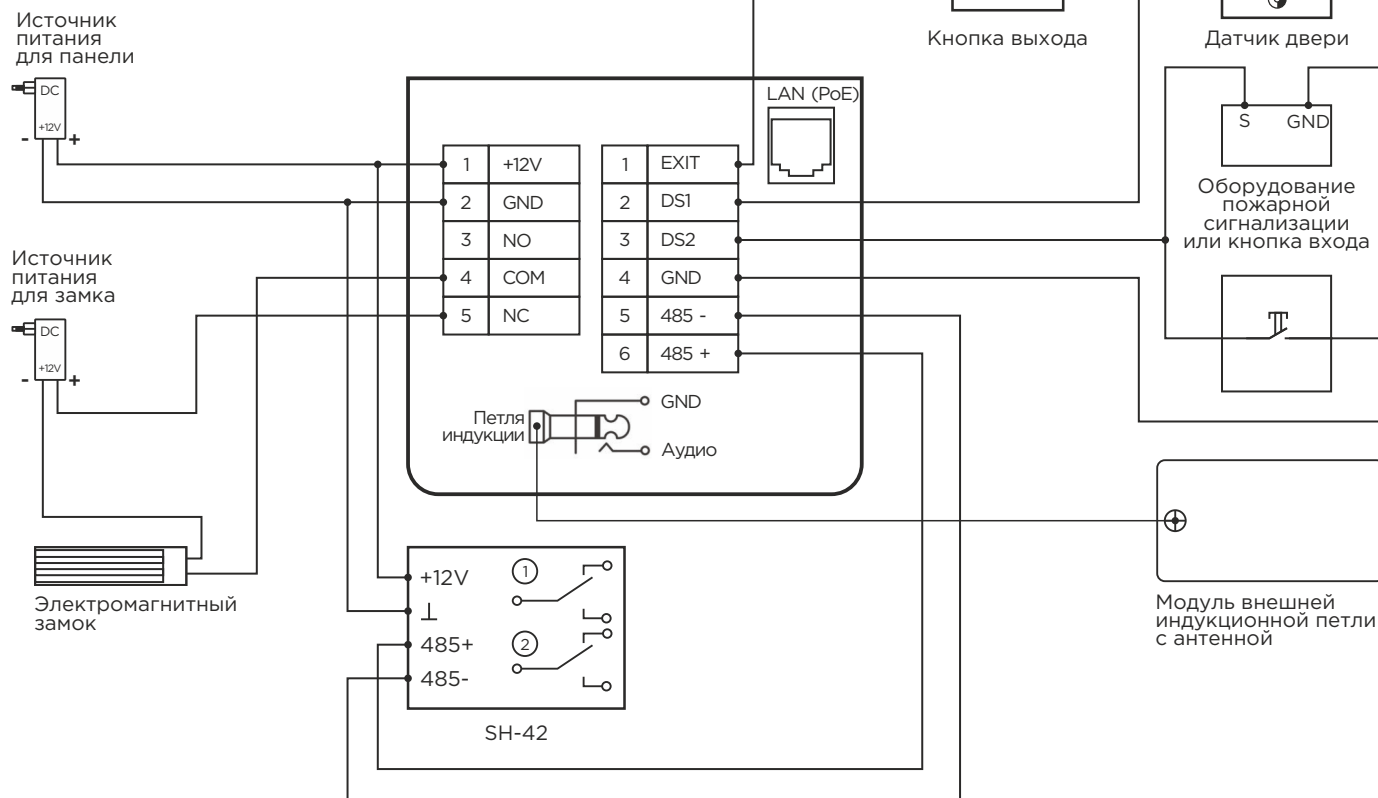 Источник
питания
для панели
DC
+12V
- +
Источник
питания
для замка
DC
+12V
- +
Электромагнитный
замок
LAN (PoE)
1 +12V
2 GND
3 NO
4 COM
5 NC
1 EXIT
2 DS1
3 DS2
4 GND
5 485 -
6 485 +
Петля
индукции
GND
Аудио
+12V
485+
485-
1
2
SH-42
Кнопка выхода
Датчик двери
S GND
Оборудование
пожарной
сигнализации
или кнопка входа
Модуль внешней
индукционной петли
с антенной